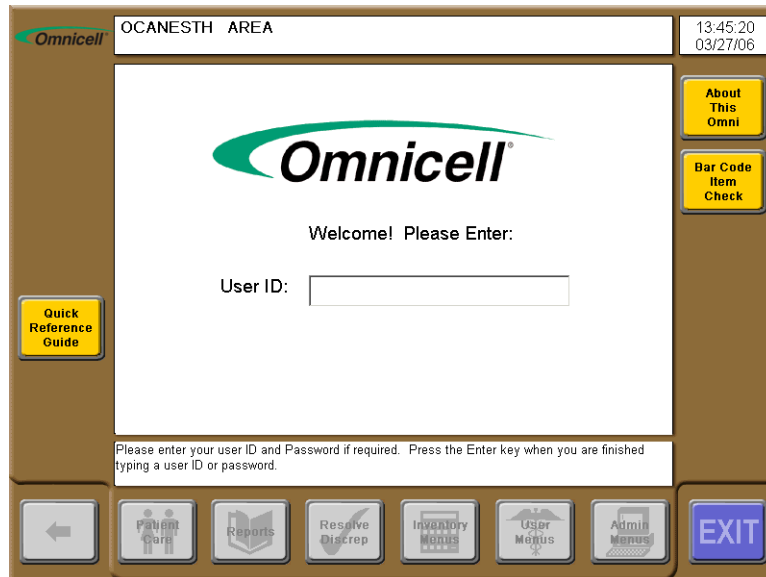 Omnicell
OCANESTH AREA
13:45:20
03/27/06
About
This
Omni
Bar Code
Item
Check
Omnicell®
Welcome! Please Enter:
User ID:
Quick
Reference
Guide
Please enter your user ID and Password if required. Press the Enter key when you are finished
typing a user ID or password.
Patient
Care
Reports
Resolve
Discrep
Inventory
Menus
User
Menus
Admin
Menus
EXIT